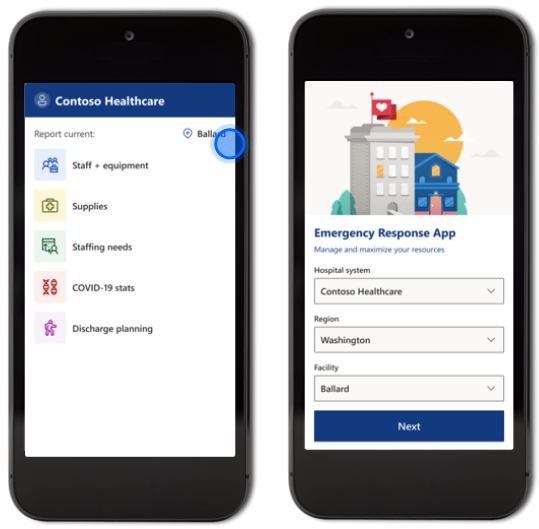 Contoso Healthcare
Report current:
Ballard
Staff + equipment
Supplies
Staffing needs
COVID-19 stats
Discharge planning
Emergency Response App
Manage and maximize your resources
Hospital system
Contoso Healthcare
Region
Washington
Facility
Ballard
Next